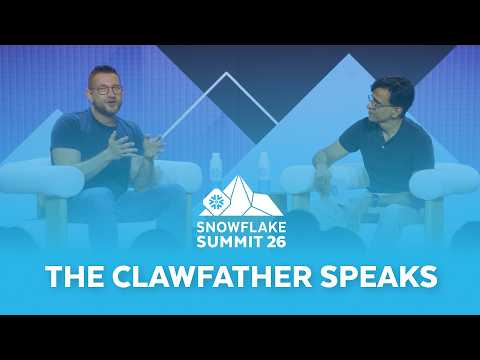 SNOWFLAKE
SUMMIT 26
THE CLAWFATHER SPEAKS